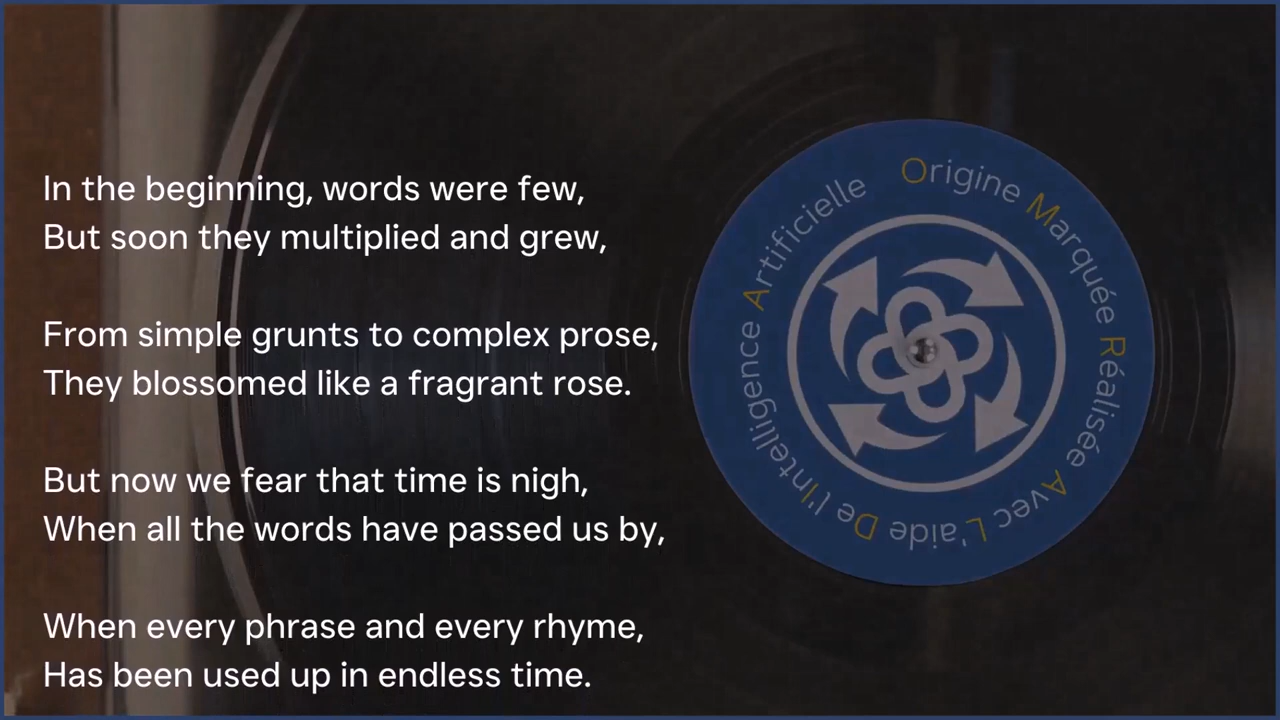 In the beginning, words were few,
But soon they multiplied and grew,
From simple grunts to complex prose,
They blossomed like a fragrant rose.
But now we fear that time is nigh,
When all the words have passed us by,
When every phrase and every rhyme,
Has been used up in endless time.
Origine Marquée Réalisée Avec L'aide De l'Intelligence Artificielle